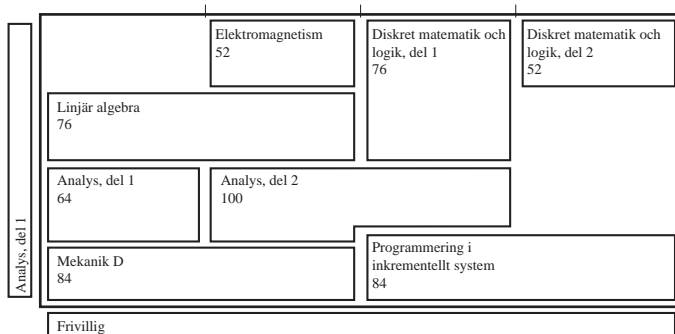 Elektromagnetism
52
Diskret matematik och
logik, del 1
76
Diskret matematik och
logik, del 2
52
Linjär algebra
76
Analys, del 1
Analys, del 1
64
Analys, del 2
100
Mekanik D
84
Programmering i
inkrementellt system
84
Frivillig